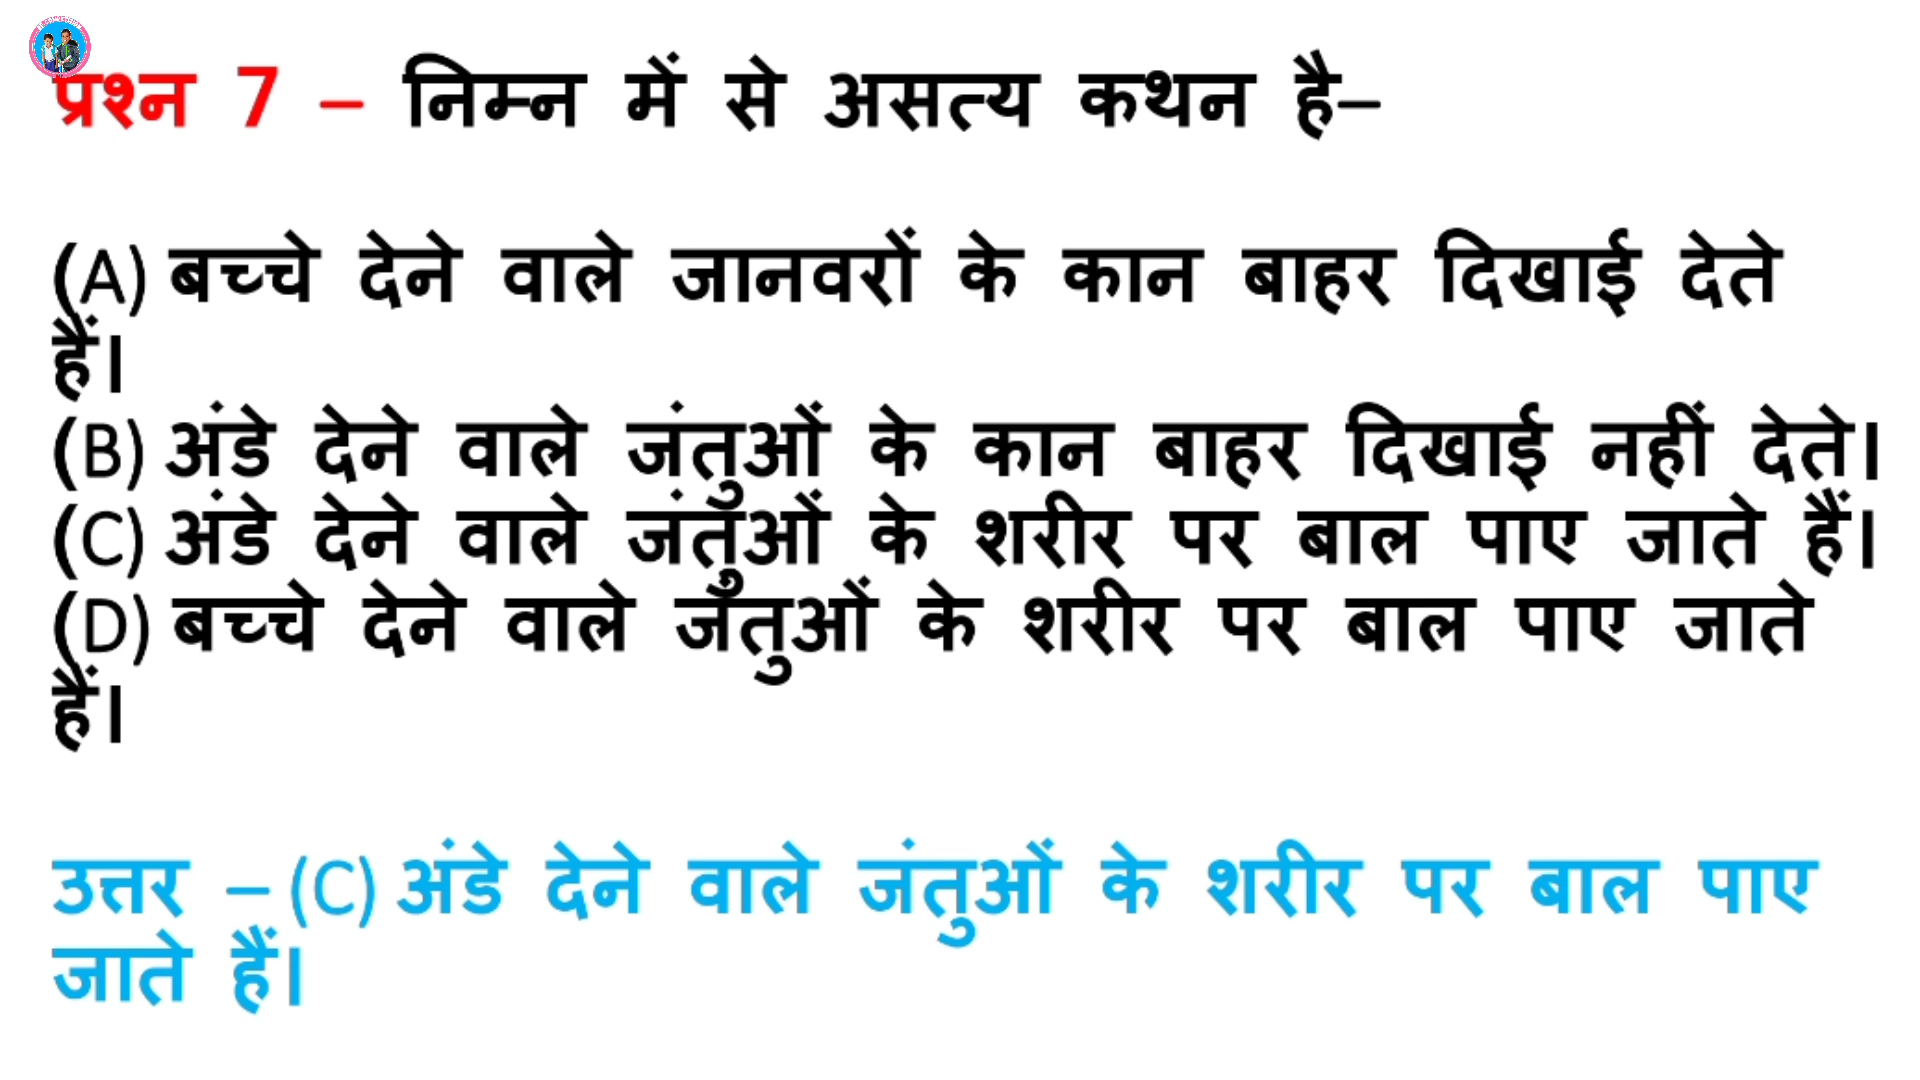 प्रश्न 7 – निम्न में से असत्य कथन है–
(A) बच्चे देने वाले जानवरों के कान बाहर दिखाई देते
हैं।
(B) अंडे देने वाले जंतुओं के कान बाहर दिखाई नहीं देते।
(C) अंडे देने वाले जंतुओं के शरीर पर बाल पाए जाते हैं।
(D) बच्चे देने वाले जंतुओं के शरीर पर बाल पाए जाते
हैं।
उत्तर – (C) अंडे देने वाले जंतुओं के शरीर पर बाल पाए
जाते हैं।